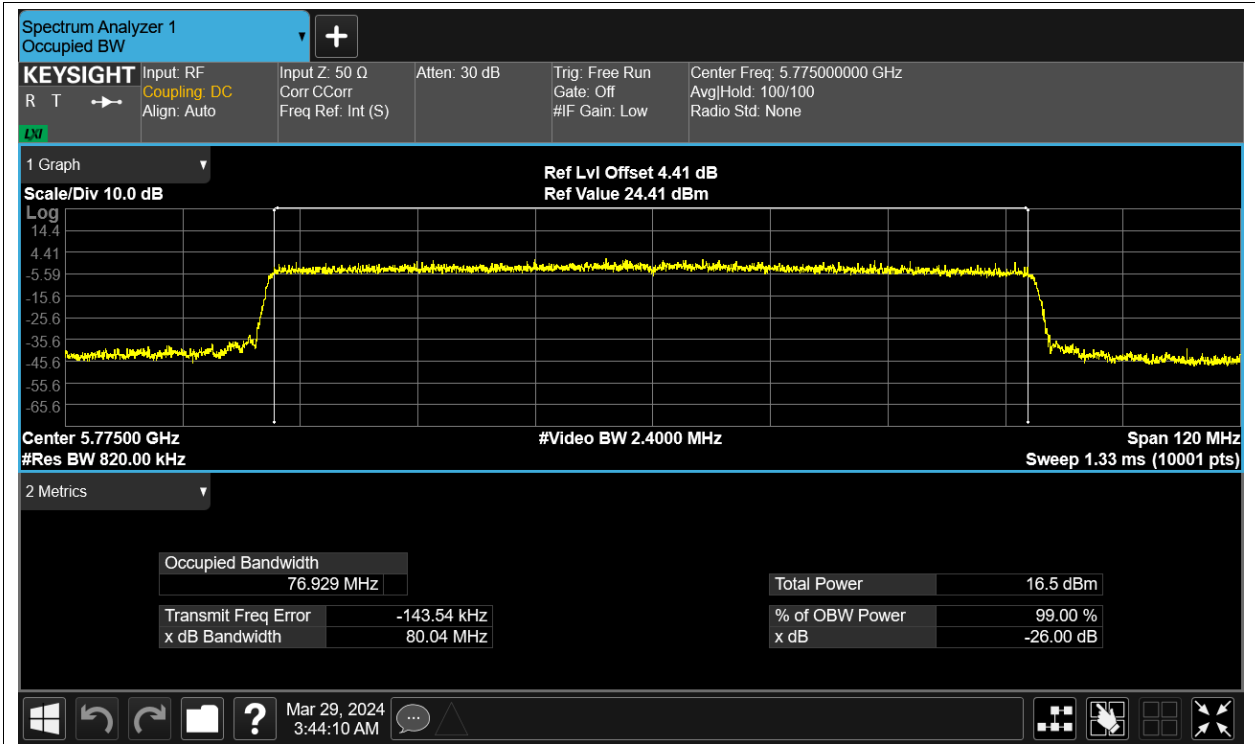 Spectrum Analyzer 1
Occupied BW
KEYSIGHT
R T
LXI
Input: RF
Coupling: DC
Align: Auto
Input Z: 50 Ω
Corr CCorr
Freq Ref: Int (S)
Atten: 30 dB
Trig: Free Run
Gate: Off
#IF Gain: Low
Center Freq: 5.775000000 GHz
Avg|Hold: 100/100
Radio Std: None
1 Graph
Scale/Div 10.0 dB
Ref Lvl Offset 4.41 dB
Ref Value 24.41 dBm
Log
14.4
4.41
-5.59
-15.6
-25.6
-35.6
-45.6
-55.6
-65.6
Center 5.77500 GHz
#Video BW 2.4000 MHz
Span 120 MHz
#Res BW 820.00 kHz
Sweep 1.33 ms (10001 pts)
2 Metrics
Occupied Bandwidth
76.929 MHz
Total Power 16.5 dBm
Transmit Freq Error -143.54 kHz
% of OBW Power 99.00 %
x dB Bandwidth 80.04 MHz
x dB -26.00 dB
?
Mar 29, 2024
3:44:10 AM